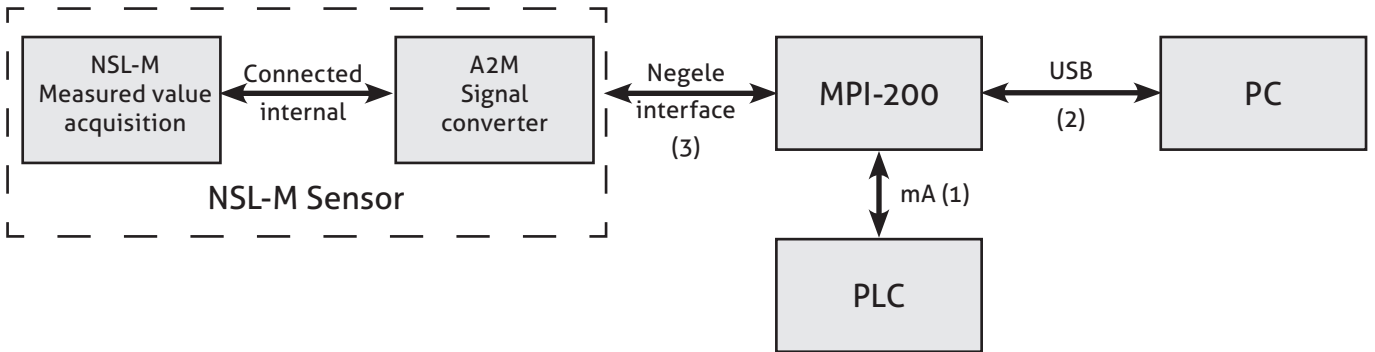 NSL-M
Measured value
acquisition
Connected
internal
A2M
Signal
converter
NSL-M Sensor
Negele
interface
(3)
MPI-200
USB
(2)
PC
mA (1)
PLC